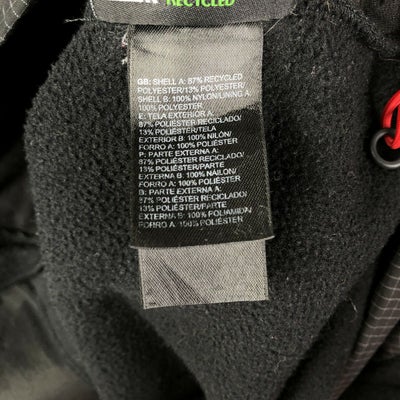 RECYCLED
GB: SHELL A: 87% RECYCLED
POLYESTER/13% POLYESTER/
SHELL B: 100% NYLON/LINING A:
100% POLYESTER
E: TELA EXTERIOR A:
87% POLIÉSTER RECICLADO/
13% POLIÉSTER/TELA
EXTERIOR B: 100% NILÓN/
FORRO A: 100% POLIÉSTER
P: PARTE EXTERNA A:
87% POLIÉSTER RECICLADO/
13% POLIÉSTER/PARTE
EXTERNA B: 100% NÁILON/
FORRO A: 100% POLIÉSTER
B: PARTE EXTERNA A:
87% POLIÉSTER RECICLADO/
13% POLIÉSTER/PARTE
EXTERNA B: 100% POLIAMIDA/
FORRO A: 100% POLIÉSTER